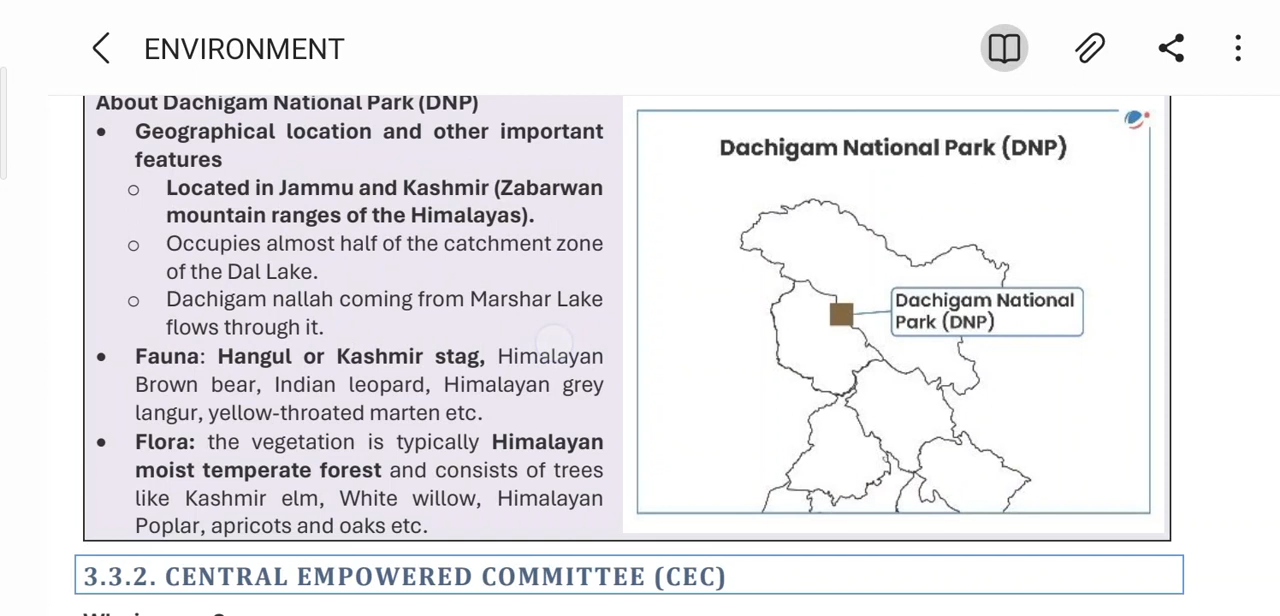 ENVIRONMENT
About Dachigam National Park (DNP)
• Geographical location and other important
features
o Located in Jammu and Kashmir (Zabarwan
mountain ranges of the Himalayas).
o Occupies almost half of the catchment zone
of the Dal Lake.
o Dachigam nallah coming from Marshar Lake
flows through it.
• Fauna: Hangul or Kashmir stag, Himalayan
Brown bear, Indian leopard, Himalayan grey
langur, yellow-throated marten etc.
• Flora: the vegetation is typically Himalayan
moist temperate forest and consists of trees
like Kashmir elm, White willow, Himalayan
Poplar, apricots and oaks etc.
Dachigam National Park (DNP)
Dachigam National
Park (DNP)
3.3.2. CENTRAL EMPOWERED COMMITTEE (CEC)